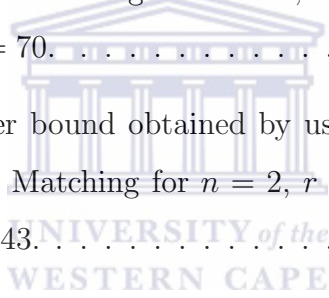 = 70. . . . . . . . . . . .
er bound obtained by us
Matching for n = 2, r
UNIVERSITY of the
43. . . . . . . . . . . . .
WESTERN CAPE